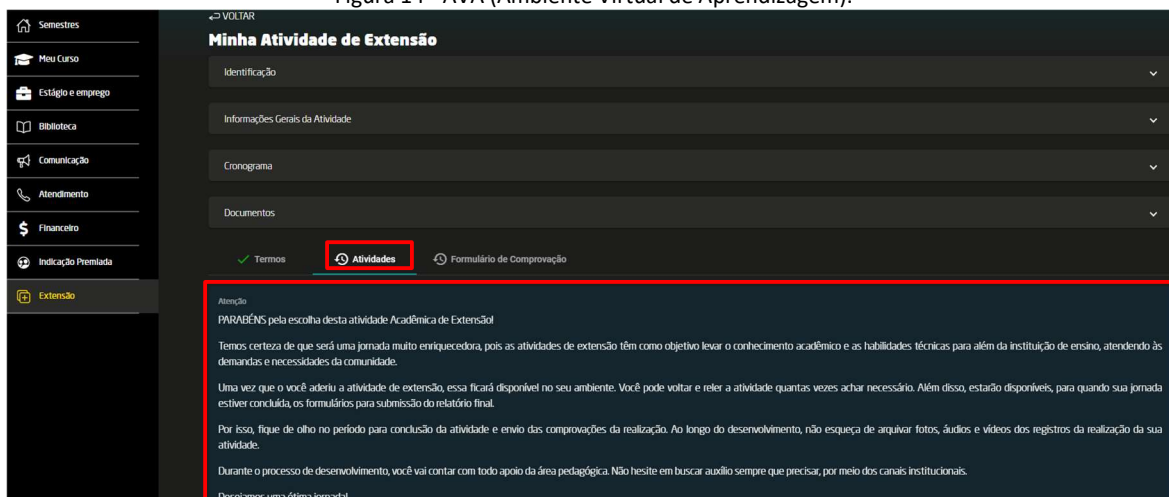 Figura 14 - AVA (Ambiente Virtual de Aprendizagem).
VOLTAR
Minha Atividade de Extensão
Semestres
Meu Curso
Estágio e emprego
Biblioteca
Comunicação
Atendimento
Financeiro
Indicação Premiada
Extensão
Identificação
Informações Gerais da Atividade
Cronograma
Documentos
Termos
Atividades
Formulário de Comprovação
Atenção
PARABÉNS pela escolha desta atividade Acadêmica de Extensão!
Temos certeza de que será uma jornada muito enriquecedora, pois as atividades de extensão têm como objetivo levar o conhecimento acadêmico e as habilidades técnicas para além da instituição de ensino, atendendo às
demandas e necessidades da comunidade.
Uma vez que o você aderiu a atividade de extensão, essa ficará disponível no seu ambiente. Você pode voltar e reler a atividade quantas vezes achar necessário. Além disso, estarão disponíveis, para quando sua jornada
estiver concluída, os formulários para submissão do relatório final.
Por isso, fique de olho no período para conclusão da atividade e envio das comprovações da realização. Ao longo do desenvolvimento, não esqueça de arquivar fotos, áudios e vídeos dos registros da realização da sua
atividade.
Durante o processo de desenvolvimento, você vai contar com todo apoio da área pedagógica. Não hesite em buscar auxílio sempre que precisar, por meio dos canais institucionais.
Desejamos uma ótima jornada!